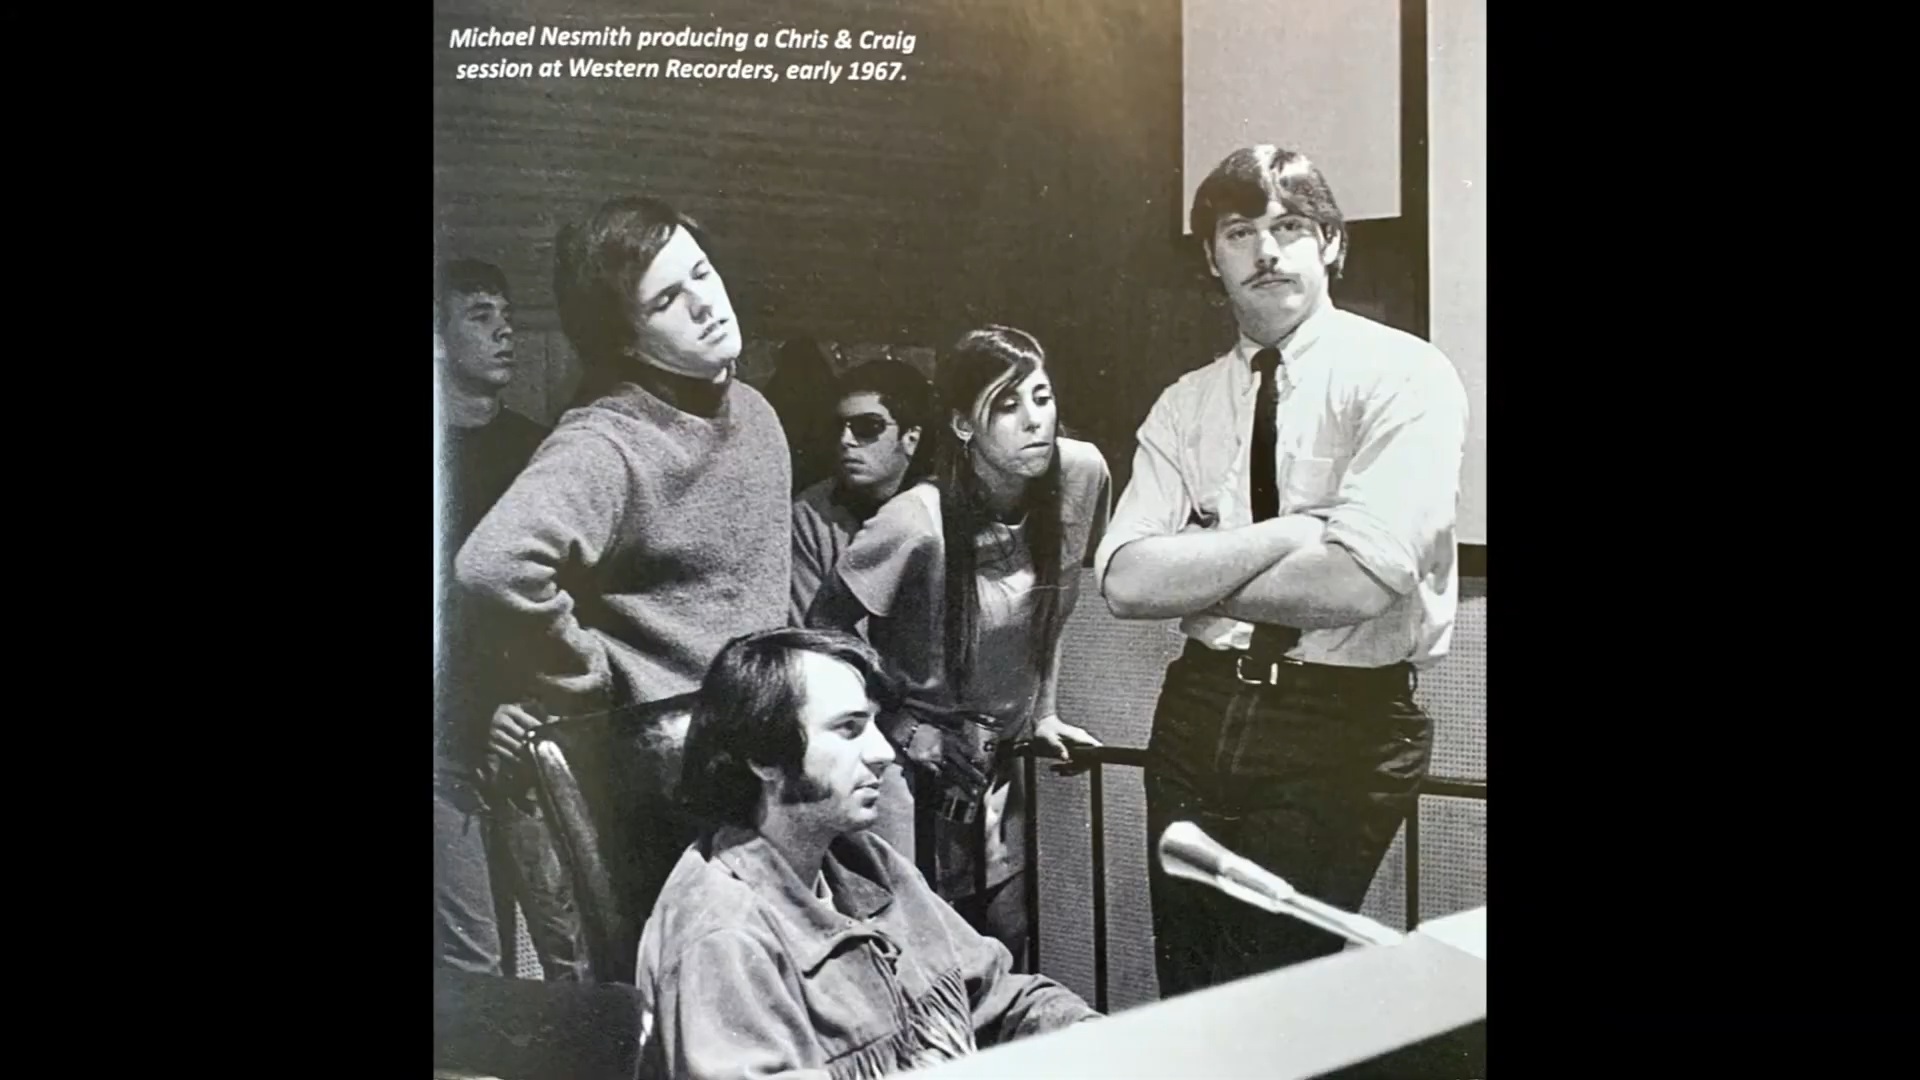 Michael Nesmith producing a Chris & Craig
session at Western Recorders, early 1967.